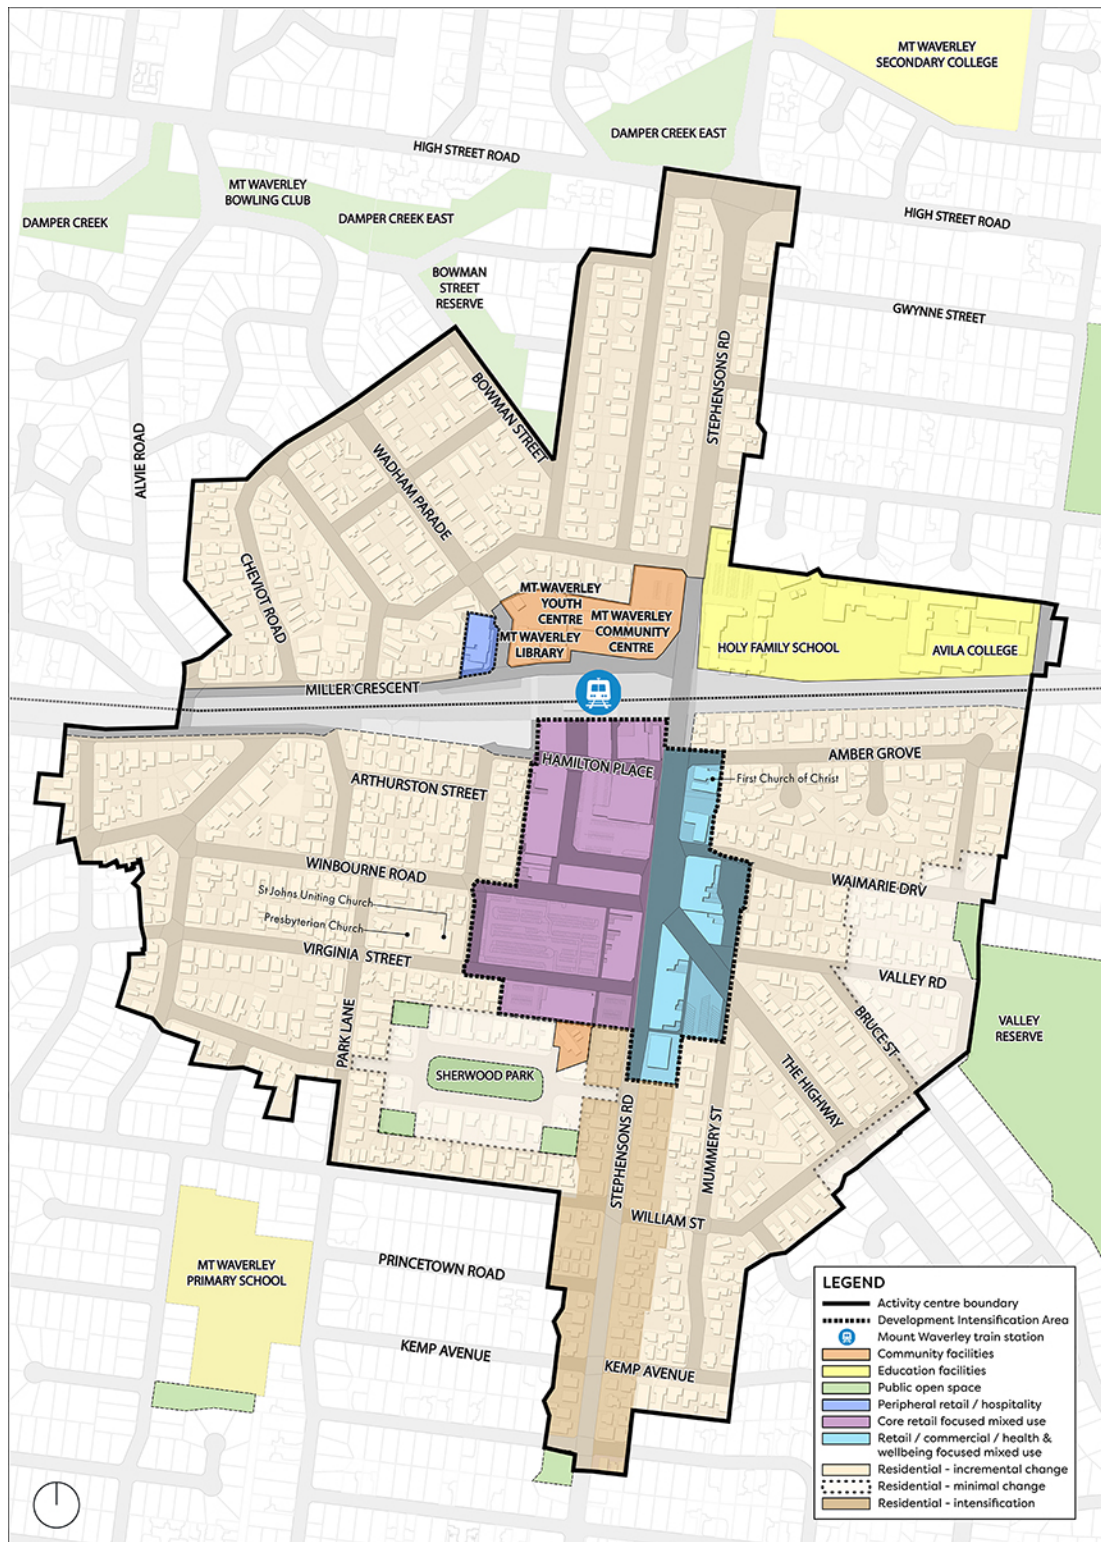 MT WAVERLEY
SECONDARY COLLEGE
DAMPER CREEK EAST
HIGH STREET ROAD
MT WAVERLEY
BOWLING CLUB
DAMPER CREEK
DAMPER CREEK EAST
HIGH STREET ROAD
BOWMAN
STREET
RESERVE
GWYNNE STREET
STEPHENSONS RD
BOWMAN STREET
ALVIE ROAD
WADHAM PARADE
CHEVIOT ROAD
MT WAVERLEY
YOUTH
CENTRE
MT WAVERLEY
COMMUNITY
CENTRE
MT WAVERLEY
LIBRARY
HOLY FAMILY SCHOOL
AVILA COLLEGE
MILLER CRESCENT
HAMILTON PLACE
AMBER GROVE
First Church of Christ
ARTHURSTON STREET
WINBOURNE ROAD
WAIMARIE DRV
St Johns Uniting Church
Presbyterian Church
VIRGINIA STREET
VALLEY RD
BRUCE ST
VALLEY
RESERVE
PARK LANE
SHERWOOD PARK
THE HIGHWAY
STEPHENSONS RD
MUMMERY ST
WILLIAM ST
MT WAVERLEY
PRIMARY SCHOOL
PRINCETOWN ROAD
KEMP AVENUE
KEMP AVENUE
LEGEND
Activity centre boundary
Development Intensification Area
Mount Waverley train station
Community facilities
Education facilities
Public open space
Peripheral retail / hospitality
Core retail focused mixed use
Retail / commercial / health &
wellbeing focused mixed use
Residential - incremental change
Residential - minimal change
Residential - intensification